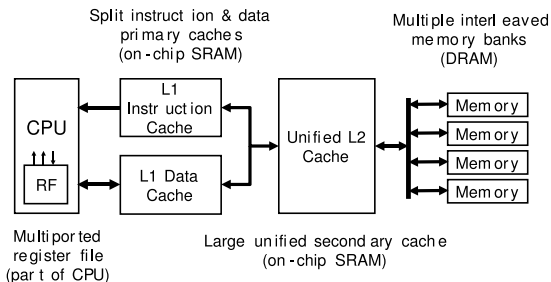 Split instruction & data
primary caches
(on-chip SRAM)
Multiple interleaved
memory banks
(DRAM)
CPU
RF
L1
Instruction
Cache
L1 Data
Cache
Unified L2
Cache
Memory
Memory
Memory
Memory
Multiported
register file
(part of CPU)
Large unified secondary cache
(on-chip SRAM)